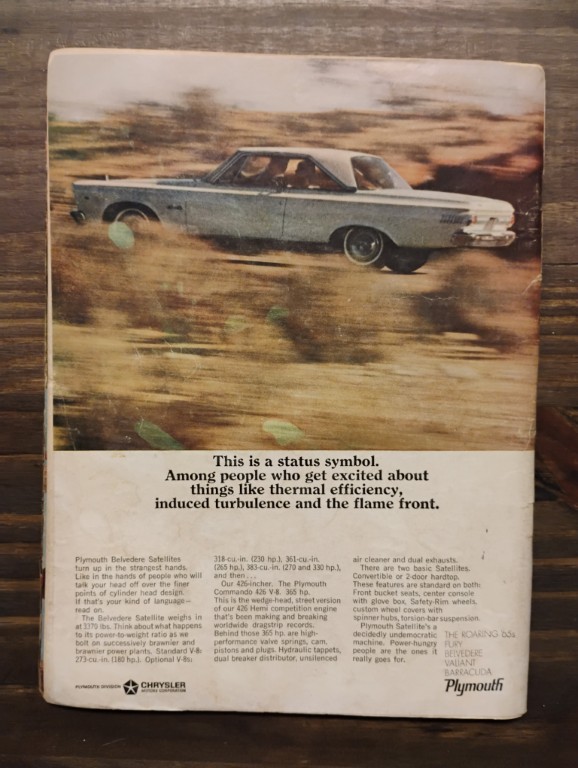 This is a status symbol.
Among people who get excited about
things like thermal efficiency,
induced turbulence and the flame front.
Plymouth Belvedere Satellites
turn up in the strangest hands.
Like in the hands of people who will
talk your head off over the finer
points of cylinder head design.
If that's your kind of language—
read on.
The Belvedere Satellite weighs in
at 3379 lbs. Think about what happens
to its power-to-weight ratio as we
bolt on successively brawnier and
brawnier power plants. Standard V-8:
273-cu.-in. (180 hp.). Optional V-8s:
318-cu.-in. (230 hp.), 361-cu.-in.
(265 hp.), 383-cu.-in. (270 and 330 hp.),
and then . . .
Our 426-incher. The Plymouth
Commando 426 V-8. 365 hp.
This is the wedge-head, street version
of our 426 Hemi competition engine
that's been making and breaking
worldwide dragstrip records.
Behind those 365 hp. are high-
performance valve springs, cam,
pistons and plugs. Hydraulic tappets,
dual breaker distributor, unsilenced
air cleaner and dual exhausts.
There are two basic Satellites.
Convertible or 2-door hardtop.
These features are standard on both:
Front bucket seats, center console
with glove box, Safety-Rim wheels,
custom wheel covers with
spinner hubs, torsion-bar suspension.
Plymouth Satellite's a
decidedly undemocratic
machine. Power-hungry
people are the ones it
really goes for.
THE ROARING '65s
FURY
BELVEDERE
VALIANT
BARRACUDA
Plymouth
PLYMOUTH DIVISION CHRYSLER
MOTORS CORPORATION